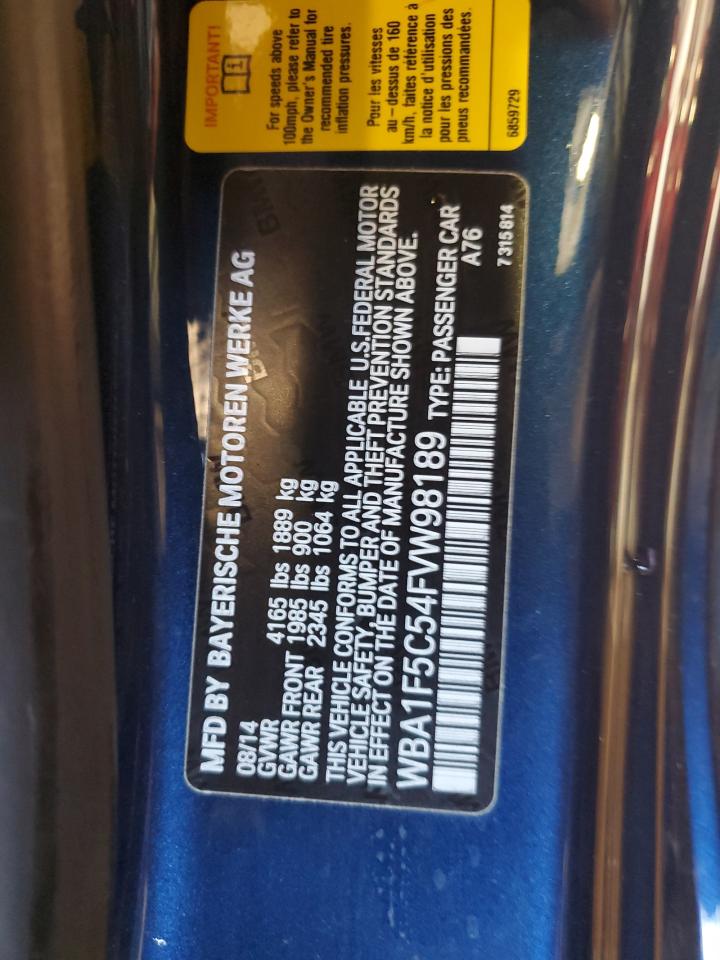 MFD BY BAYERISCHE MOTOREN WERKE AG
08/14
GVWR 4165 lbs 1889 kg
GAWR FRONT 1985 lbs 900 kg
GAWR REAR 2345 lbs 1064 kg
THIS VEHICLE CONFORMS TO ALL APPLICABLE U.S.FEDERAL MOTOR
VEHICLE SAFETY, BUMPER AND THEFT PREVENTION STANDARDS
IN EFFECT ON THE DATE OF MANUFACTURE SHOWN ABOVE.
WBA1F5C54FVW98189 TYPE: PASSENGER CAR
A76
7 315 814
IMPORTANT!
For speeds above
100mph, please refer to
the Owner's Manual for
recommended tire
inflation pressures.
Pour les vitesses
au-dessus de 160
km/h, faites référence à
la notice d'utilisation
pour les pressions des
pneus recommandées.
6859729